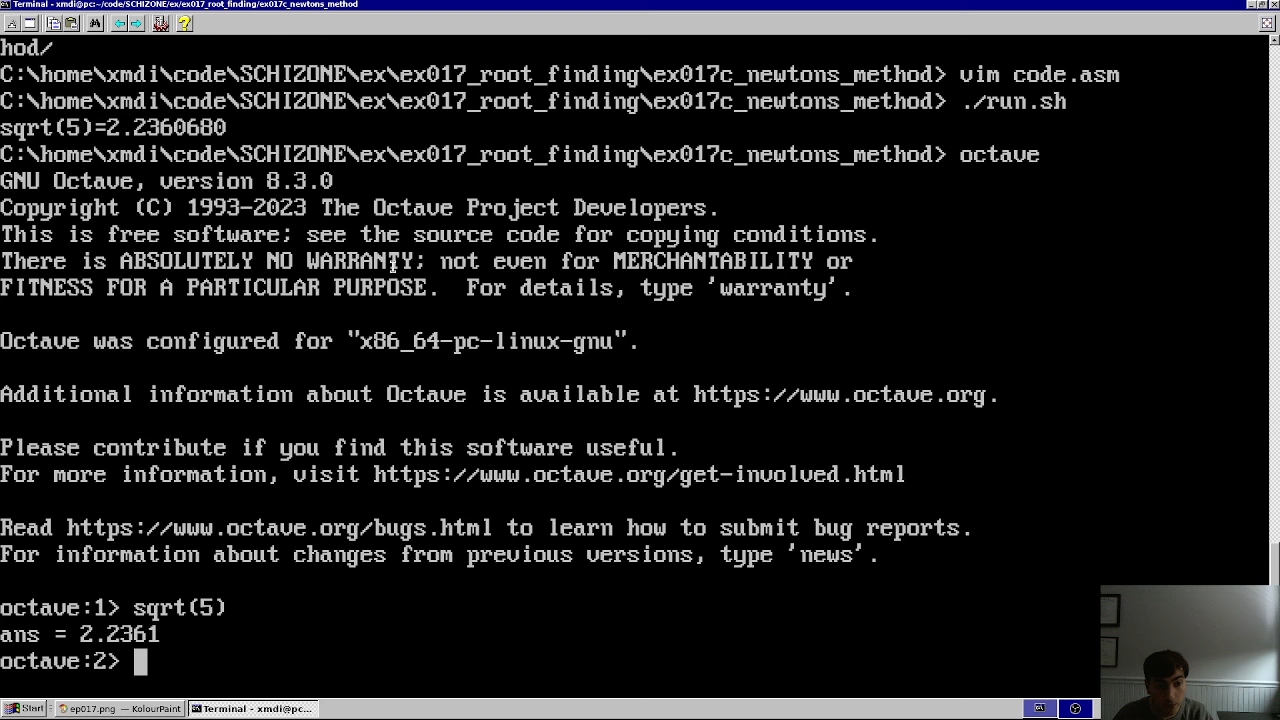 Terminal - xmdi@pc:~/code/SCHIZONE/ex/ex017_root_finding/ex017c_newtons_method
hod/
C:\home\xmdi\code\SCHIZONE\ex\ex017_root_finding\ex017c_newtons_method> vim code.asm
C:\home\xmdi\code\SCHIZONE\ex\ex017_root_finding\ex017c_newtons_method> ./run.sh
sqrt(5)=2.2360680
C:\home\xmdi\code\SCHIZONE\ex\ex017_root_finding\ex017c_newtons_method> octave
GNU Octave, version 8.3.0
Copyright (C) 1993-2023 The Octave Project Developers.
This is free software; see the source code for copying conditions.
There is ABSOLUTELY NO WARRANTY; not even for MERCHANTABILITY or
FITNESS FOR A PARTICULAR PURPOSE.  For details, type 'warranty'.
Octave was configured for "x86_64-pc-linux-gnu".
Additional information about Octave is available at https://www.octave.org.
Please contribute if you find this software useful.
For more information, visit https://www.octave.org/get-involved.html
Read https://www.octave.org/bugs.html to learn how to submit bug reports.
For information about changes from previous versions, type 'news'.
octave:1> sqrt(5)
ans = 2.2361
octave:2>
Start ep017.png — KolourPaint Terminal - xmdi@pc...